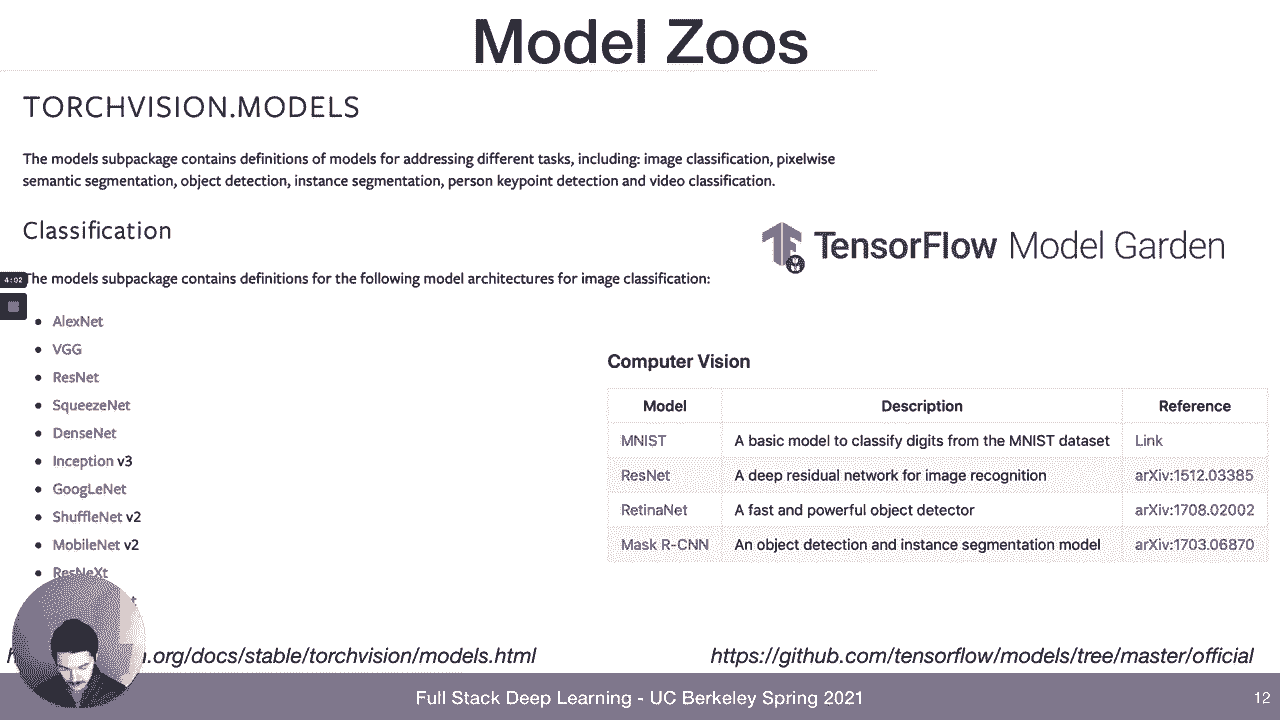 Model Zoos
TORCHVISION.MODELS
The models subpackage contains definitions of models for addressing different tasks, including: image classification, pixelwise
semantic segmentation, object detection, instance segmentation, person keypoint detection and video classification.
Classification
TensorFlow Model Garden
4:02
The models subpackage contains definitions for the following model architectures for image classification:
AlexNet
VGG
ResNet
SqueezeNet
DenseNet
Inception v3
GoogLeNet
ShuffleNet v2
MobileNet v2
ResNeXt
Computer Vision
Model Description Reference
MNIST A basic model to classify digits from the MNIST dataset Link
ResNet A deep residual network for image recognition arXiv:1512.03385
RetinaNet A fast and powerful object detector arXiv:1708.02002
Mask R-CNN An object detection and instance segmentation model arXiv:1703.06870
.org/docs/stable/torchvision/models.html
https://github.com/tensorflow/models/tree/master/official
Full Stack Deep Learning - UC Berkeley Spring 2021
12